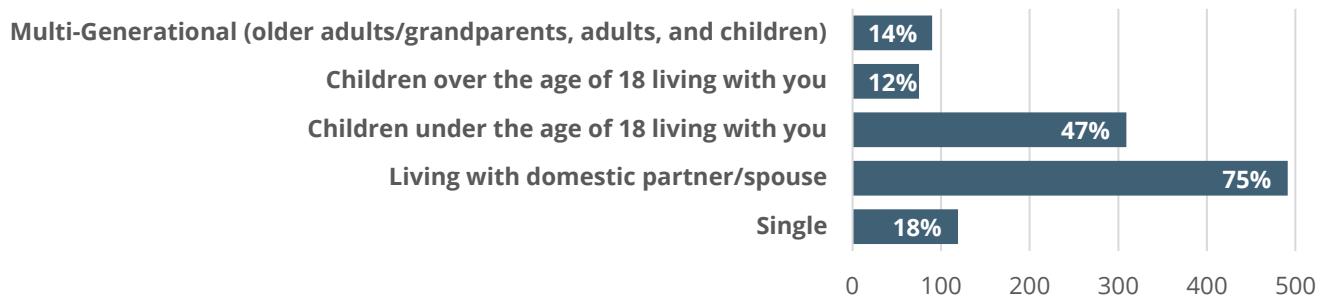 Multi-Generational (older adults/grandparents, adults, and children) 14%
Children over the age of 18 living with you 12%
Children under the age of 18 living with you 47%
Living with domestic partner/spouse 75%
Single 18%
0 100 200 300 400 500